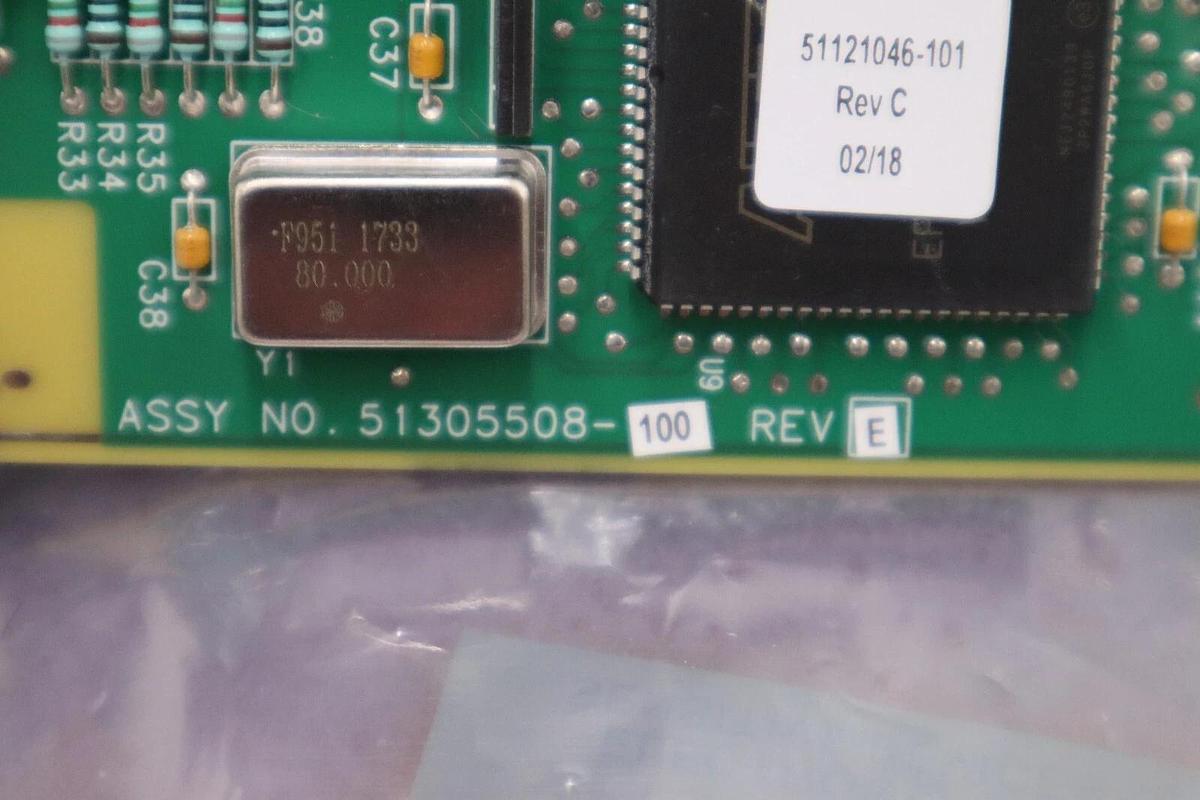 38
C37
51121046-101
Rev C
02/18
R33
R34
R35
C38
F951 1733
80.000
Y1
U9
ASSY NO. 51305508-100 REV E